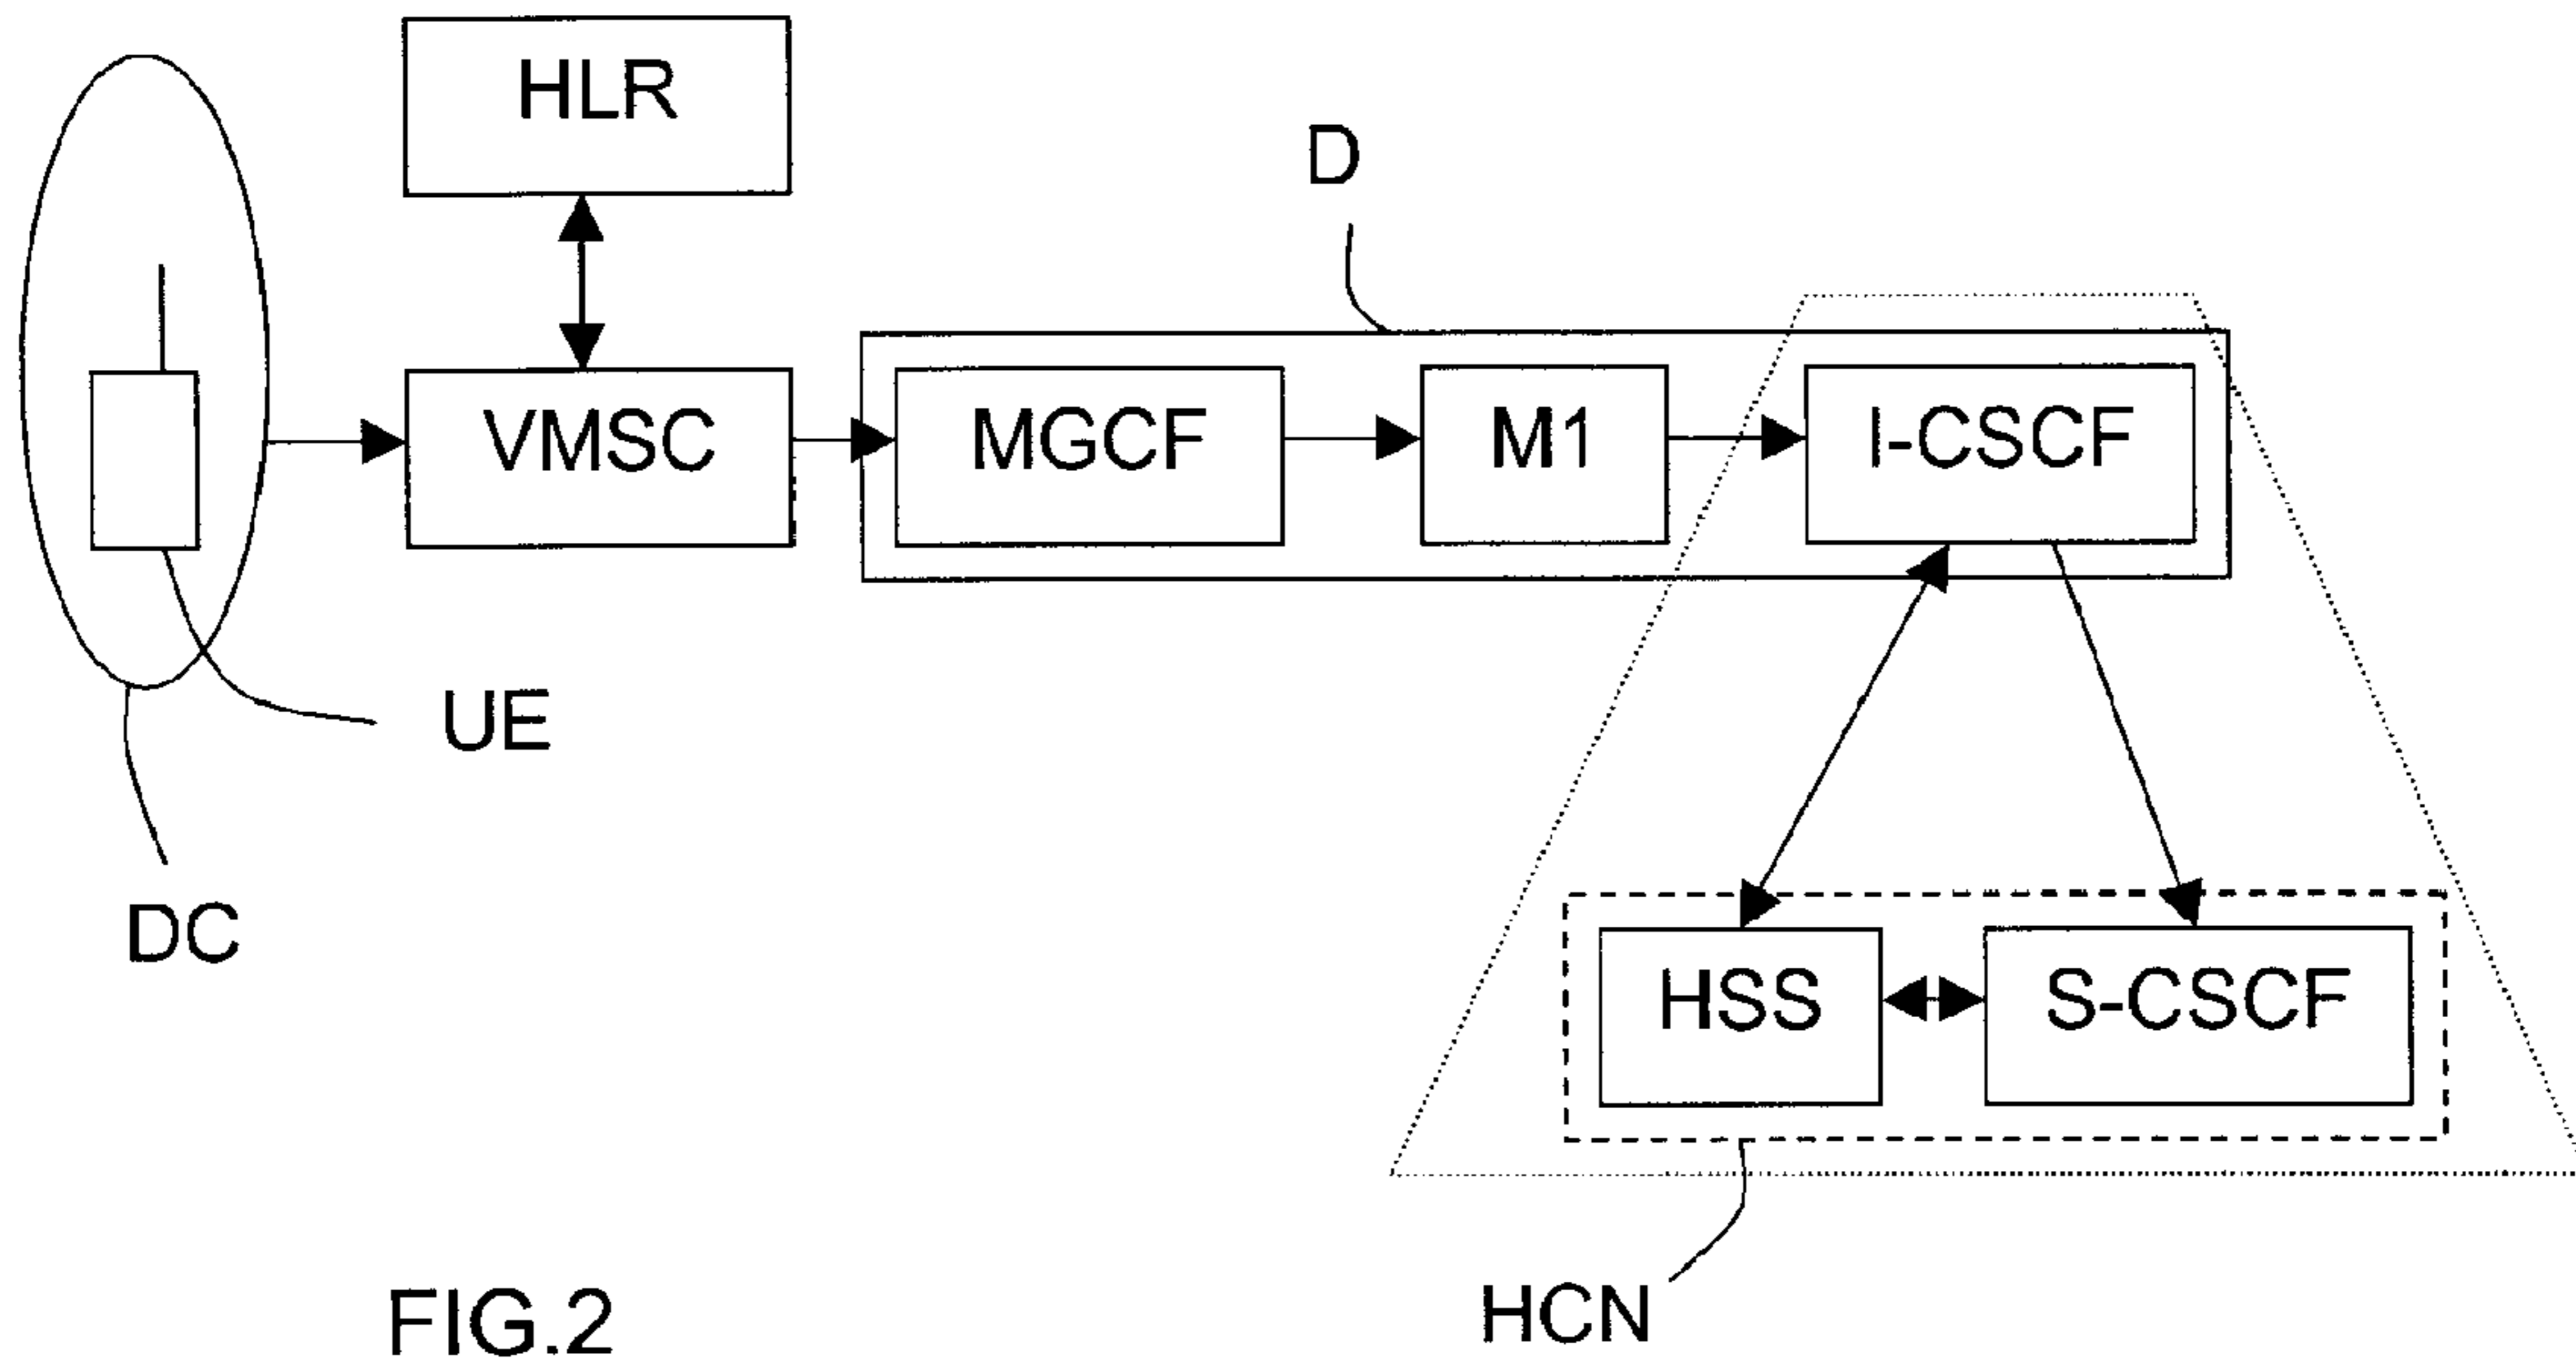 HLR
D
VMSC
MGCF
M1
I-CSCF
UE
DC
HSS
S-CSCF
HCN
FIG.2